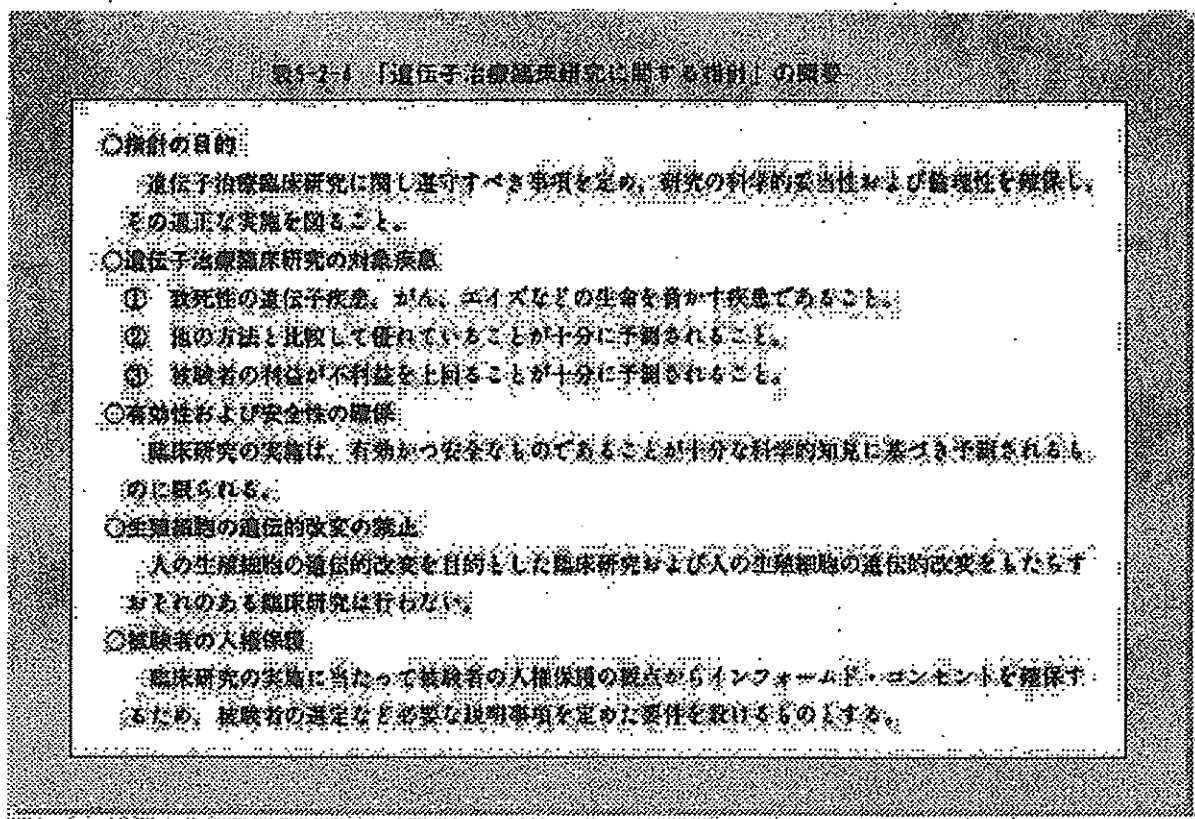 表5-2-4 「遺伝子治療臨床研究に関する指針」の概要
○指針の目的
遺伝子治療臨床研究に関し遵守すべき事項を定め、研究の科学的妥当性および倫理性を確保し、
その適正な実施を図ること。
○遺伝子治療臨床研究の対象疾患
① 致死性の遺伝子疾患、がん、エイズなどの生命を脅かす疾患であること。
② 他の方法と比較して優れていることが十分に予測されること。
③ 被験者の利益が不利益を上回ることが十分に予測されること。
○有効性および安全性の確保
臨床研究の実施は、有効かつ安全なものであることが十分な科学的知見に基づき予測されるも
のに限られる。
○生殖細胞の遺伝的改変の禁止
人の生殖細胞の遺伝的改変を目的とした臨床研究および人の生殖細胞の遺伝的改変をもたらす
おそれのある臨床研究は行わない。
○被験者の人権保護
臨床研究の実施に当たって被験者の人権保護の観点からインフォームド・コンセントを確保す
るため、被験者の選定など必要な説明事項を定めた要件を設けるものとする。